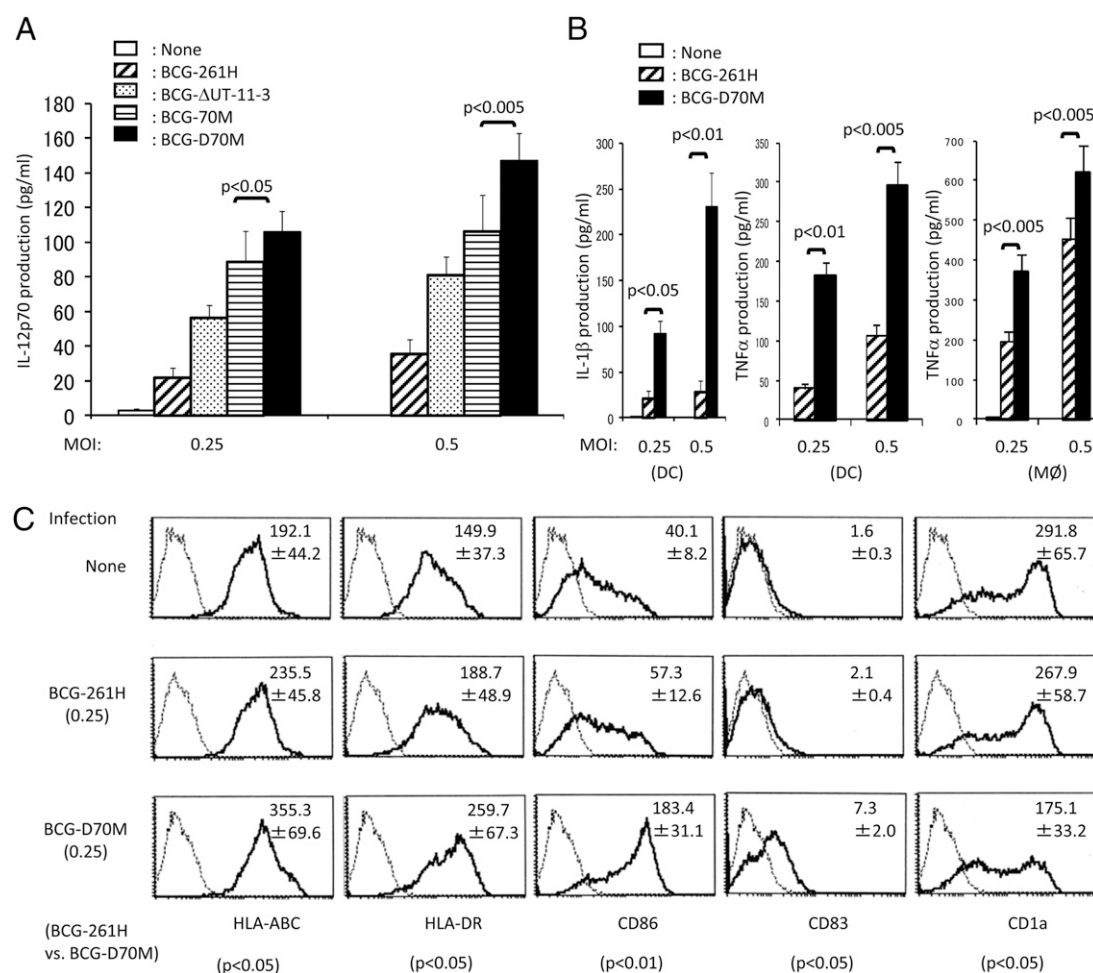 A
: None
: BCG-261H
: BCG-ΔUT-11-3
: BCG-70M
: BCG-D70M
IL-12p70 production (pg/ml)
180
160
140
120
100
80
60
40
20
0
p<0.05
p<0.005
MOI:
0.25
0.5
B
: None
: BCG-261H
: BCG-D70M
IL-1β production (pg/ml)
300
250
200
150
100
50
0
p<0.05
p<0.01
MOI:
0.25
0.5
(DC)
TNFα production (pg/ml)
350
300
250
200
150
100
50
0
p<0.01
p<0.005
0.25
0.5
(DC)
TNFα production (pg/ml)
700
600
500
400
300
200
100
0
p<0.005
p<0.005
0.25
0.5
(MØ)
C
Infection
None
192.1
±44.2
149.9
±37.3
40.1
±8.2
1.6
±0.3
291.8
±65.7
BCG-261H
(0.25)
235.5
±45.8
188.7
±48.9
57.3
±12.6
2.1
±0.4
267.9
±58.7
BCG-D70M
(0.25)
355.3
±69.6
259.7
±67.3
183.4
±31.1
7.3
±2.0
175.1
±33.2
HLA-ABC
HLA-DR
CD86
CD83
CD1a
(BCG-261H
vs. BCG-D70M)
(p<0.05)
(p<0.05)
(p<0.01)
(p<0.05)
(p<0.05)